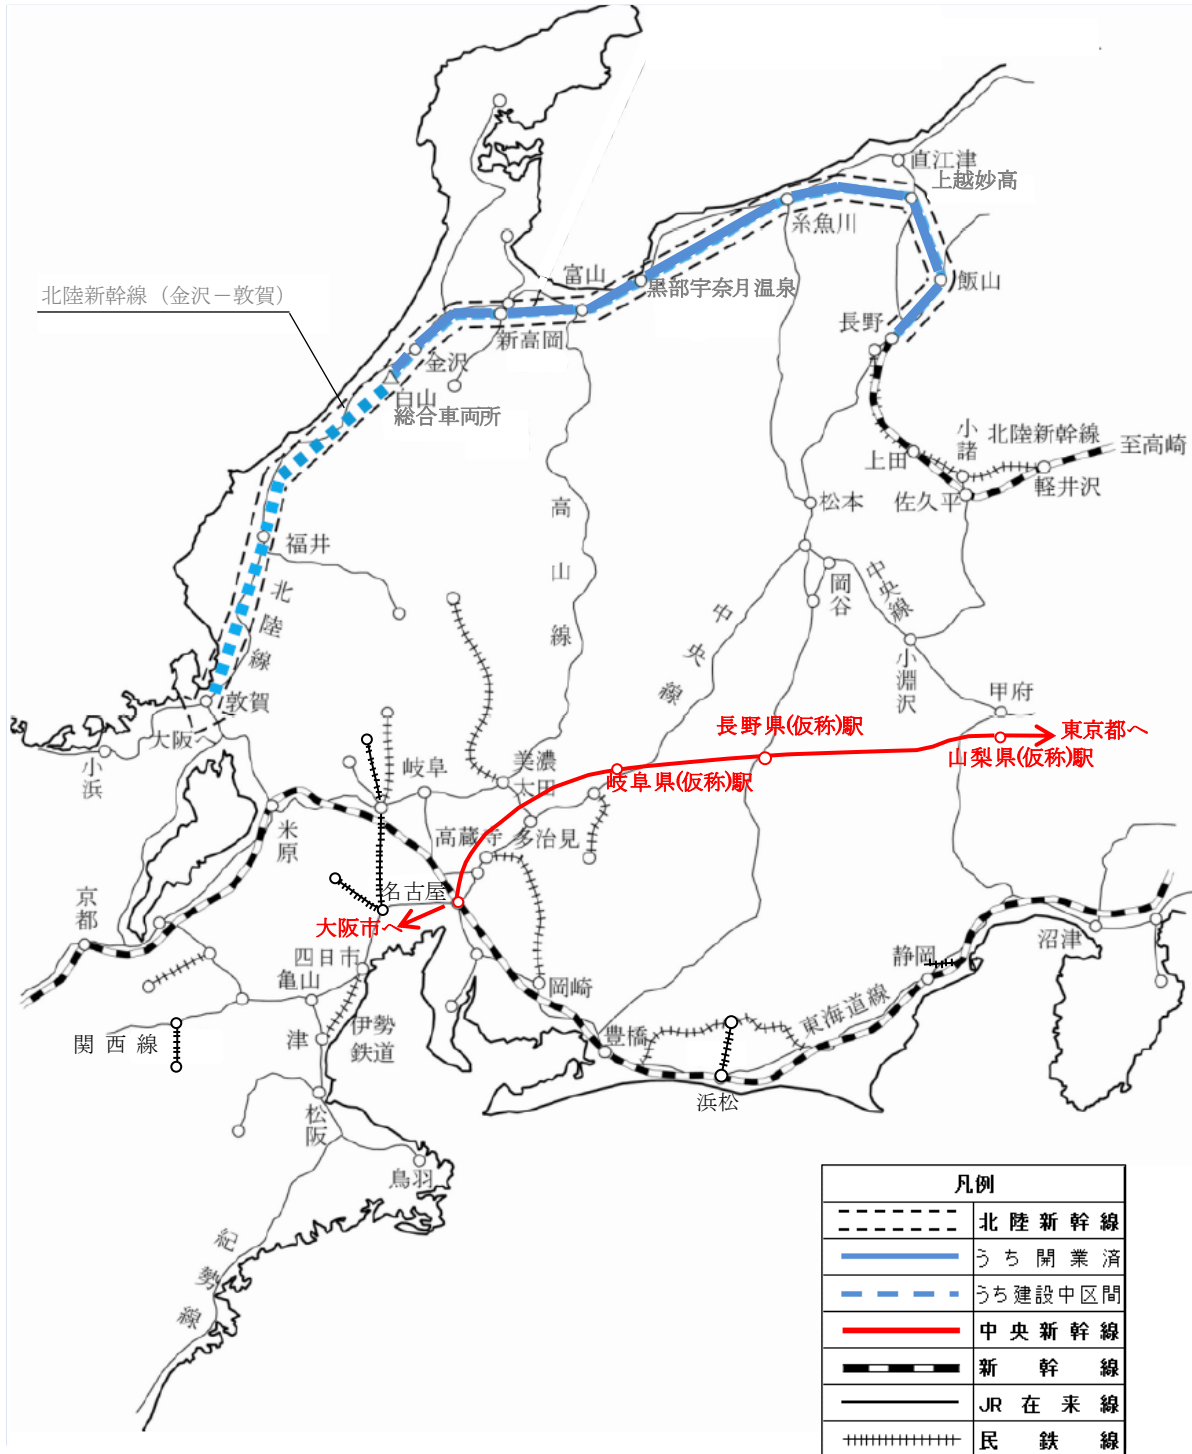 直江津
上越妙高
糸魚川
富山
黒部宇奈月温泉
飯山
北陸新幹線（金沢－敦賀）
長野
新高岡
金沢
白山
総合車両所
小諸
北陸新幹線
至高崎
上田
軽井沢
佐久平
松本
高山線
福井
岡谷
中央線
中央線
北陸線
小淵沢
敦賀
甲府
大阪へ
長野県(仮称)駅
東京都へ
山梨県(仮称)駅
小浜
岐阜
美濃
太田
岐阜県(仮称)駅
米原
高蔵寺
多治見
京都
名古屋
大阪市へ
四日市
静岡
沼津
亀山
岡崎
東海道線
関西線
津
伊勢
鉄道
豊橋
浜松
松阪
鳥羽
紀勢線
凡例
北陸新幹線
うち開業済
うち建設中区間
中央新幹線
新幹線
JR在来線
民鉄線